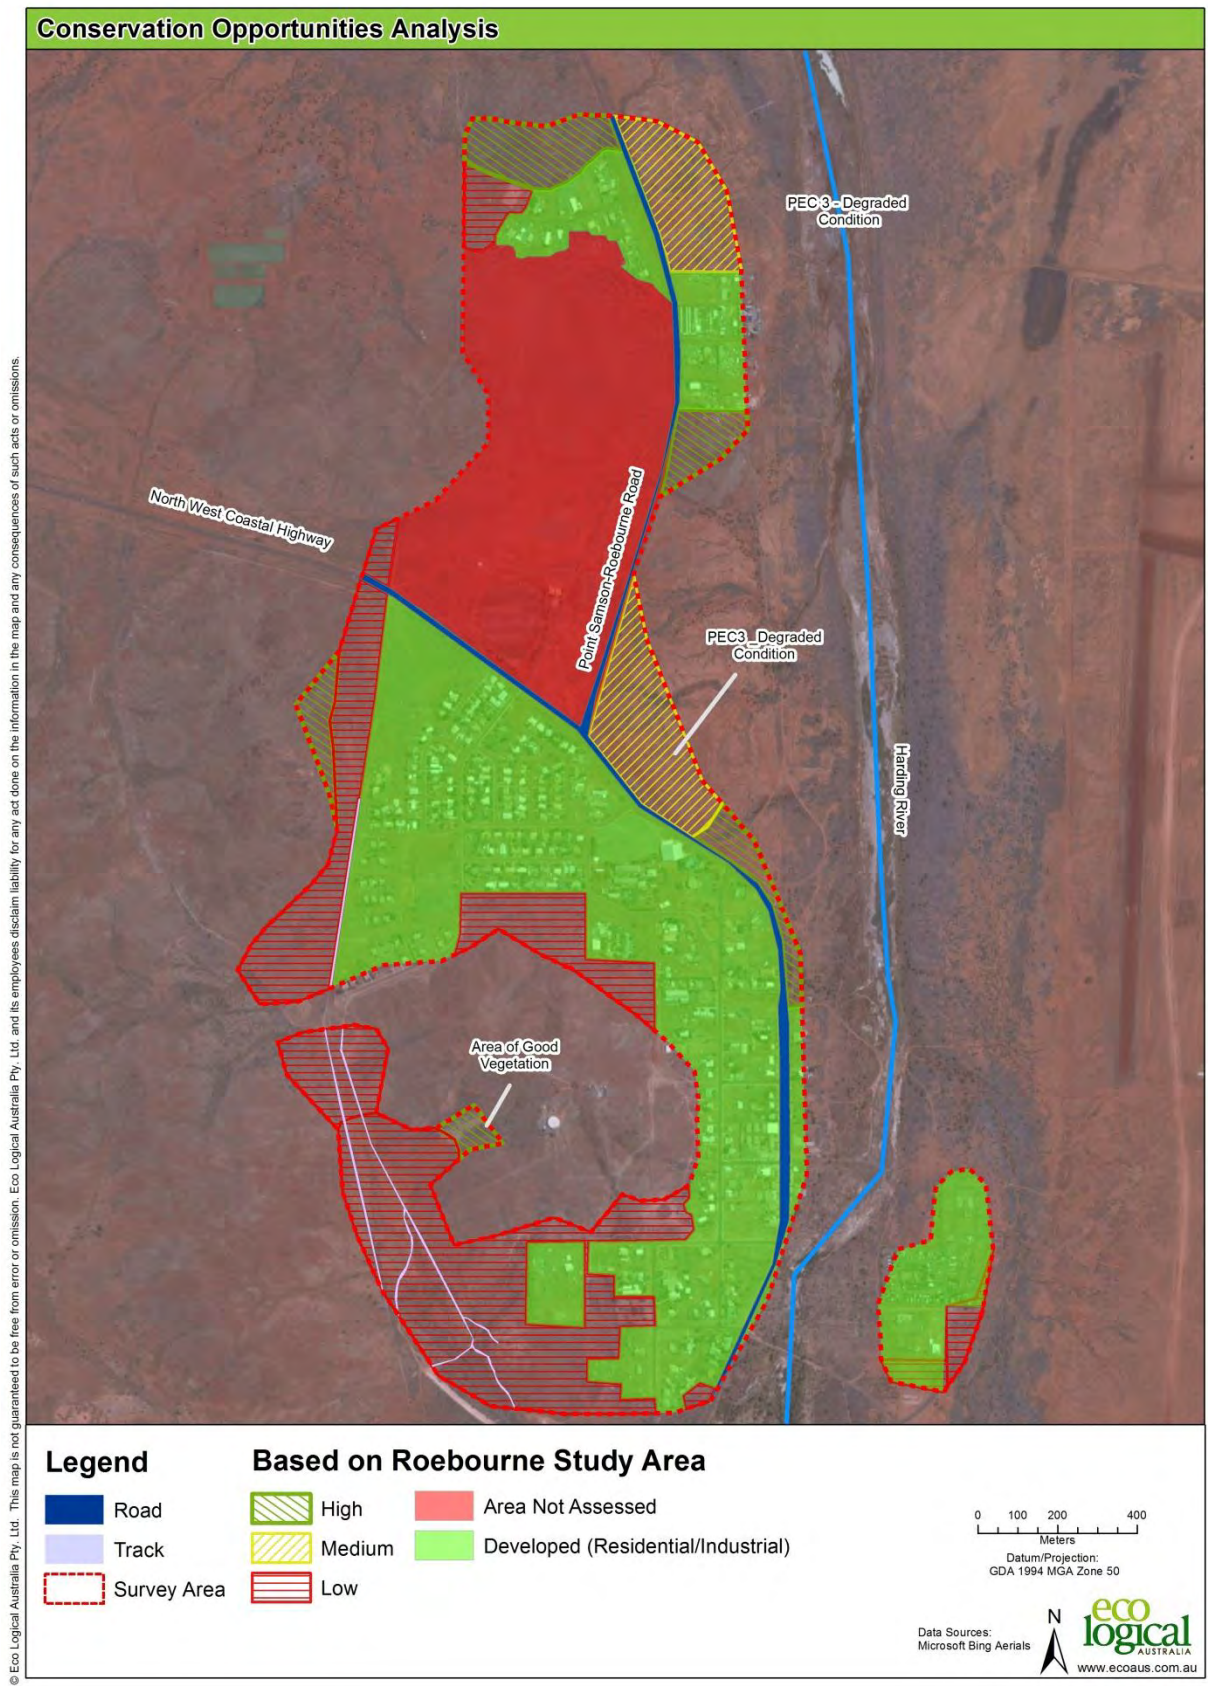 Conservation Opportunities Analysis
PEC 3 - Degraded
Condition
North West Coastal Highway
Point Samson-Roebourne Road
PEC3 _Degraded
Condition
Harding River
Area of Good
Vegetation
© Eco Logical Australia Pty. Ltd. This map is not guaranteed to be free from error or omission. Eco Logical Australia Pty. Ltd. and its employees disclaim liability for any act done on the information in the map and any consequences of such acts or omissions.
Legend
Road
Track
Survey Area
Based on Roebourne Study Area
High
Medium
Low
Area Not Assessed
Developed (Residential/Industrial)
0 100 200 400
Meters
Datum/Projection:
GDA 1994 MGA Zone 50
Data Sources:
Microsoft Bing Aerials
N
eco
logical
AUSTRALIA
www.ecoaus.com.au